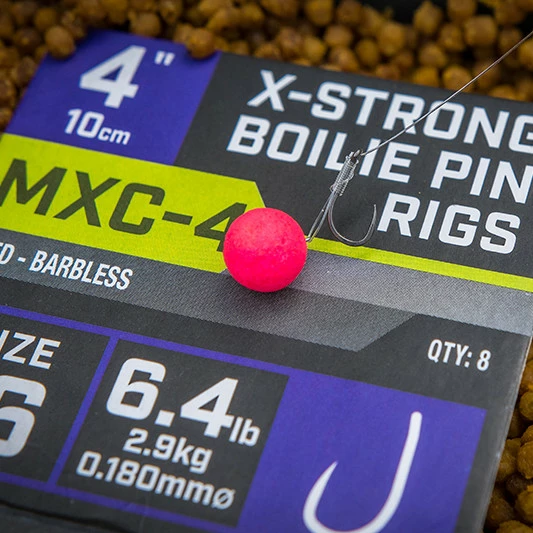 4"
10cm
X-STRONG
BOILIE PIN
RIGS
MXC-4
ED - BARBLESS
QTY: 8
IZE
6
6.4lb
2.9kg
0.180mmø